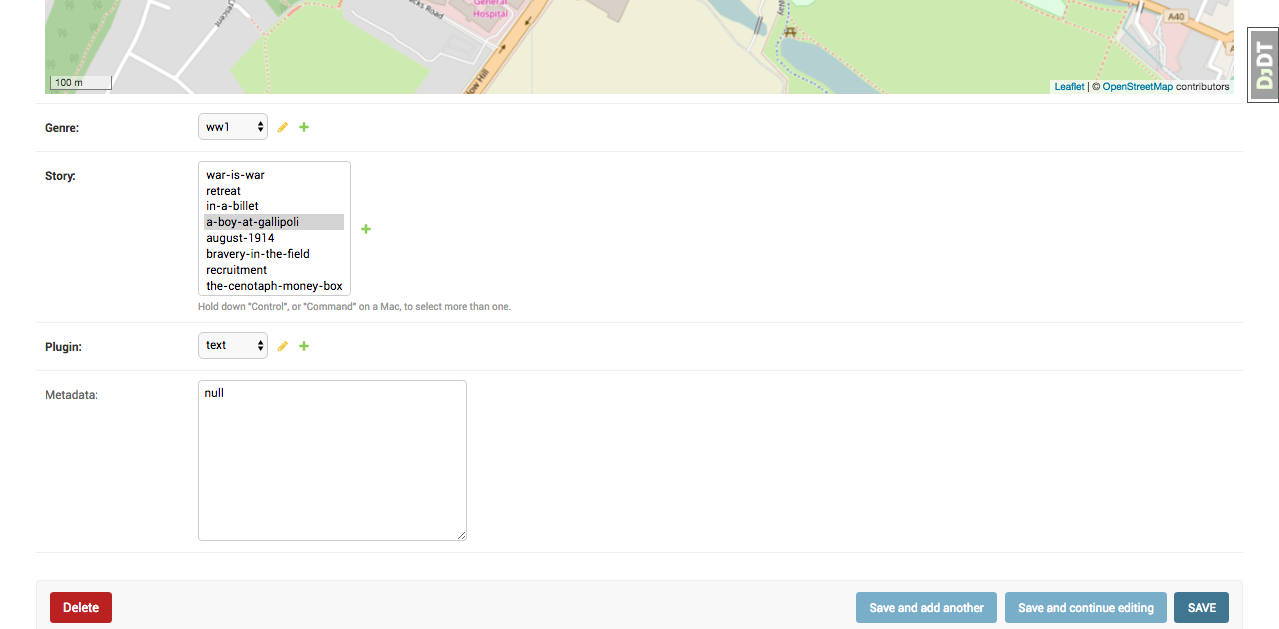 General
Hospital
A40
DjDT
100 m
Leaflet | © OpenStreetMap contributors
Genre:
ww1
Story:
war-is-war
retreat
in-a-billet
a-boy-at-gallipoli
august-1914
bravery-in-the-field
recruitment
the-cenotaph-money-box
Hold down "Control", or "Command" on a Mac, to select more than one.
Plugin:
text
Metadata:
null
Delete
Save and add another
Save and continue editing
SAVE